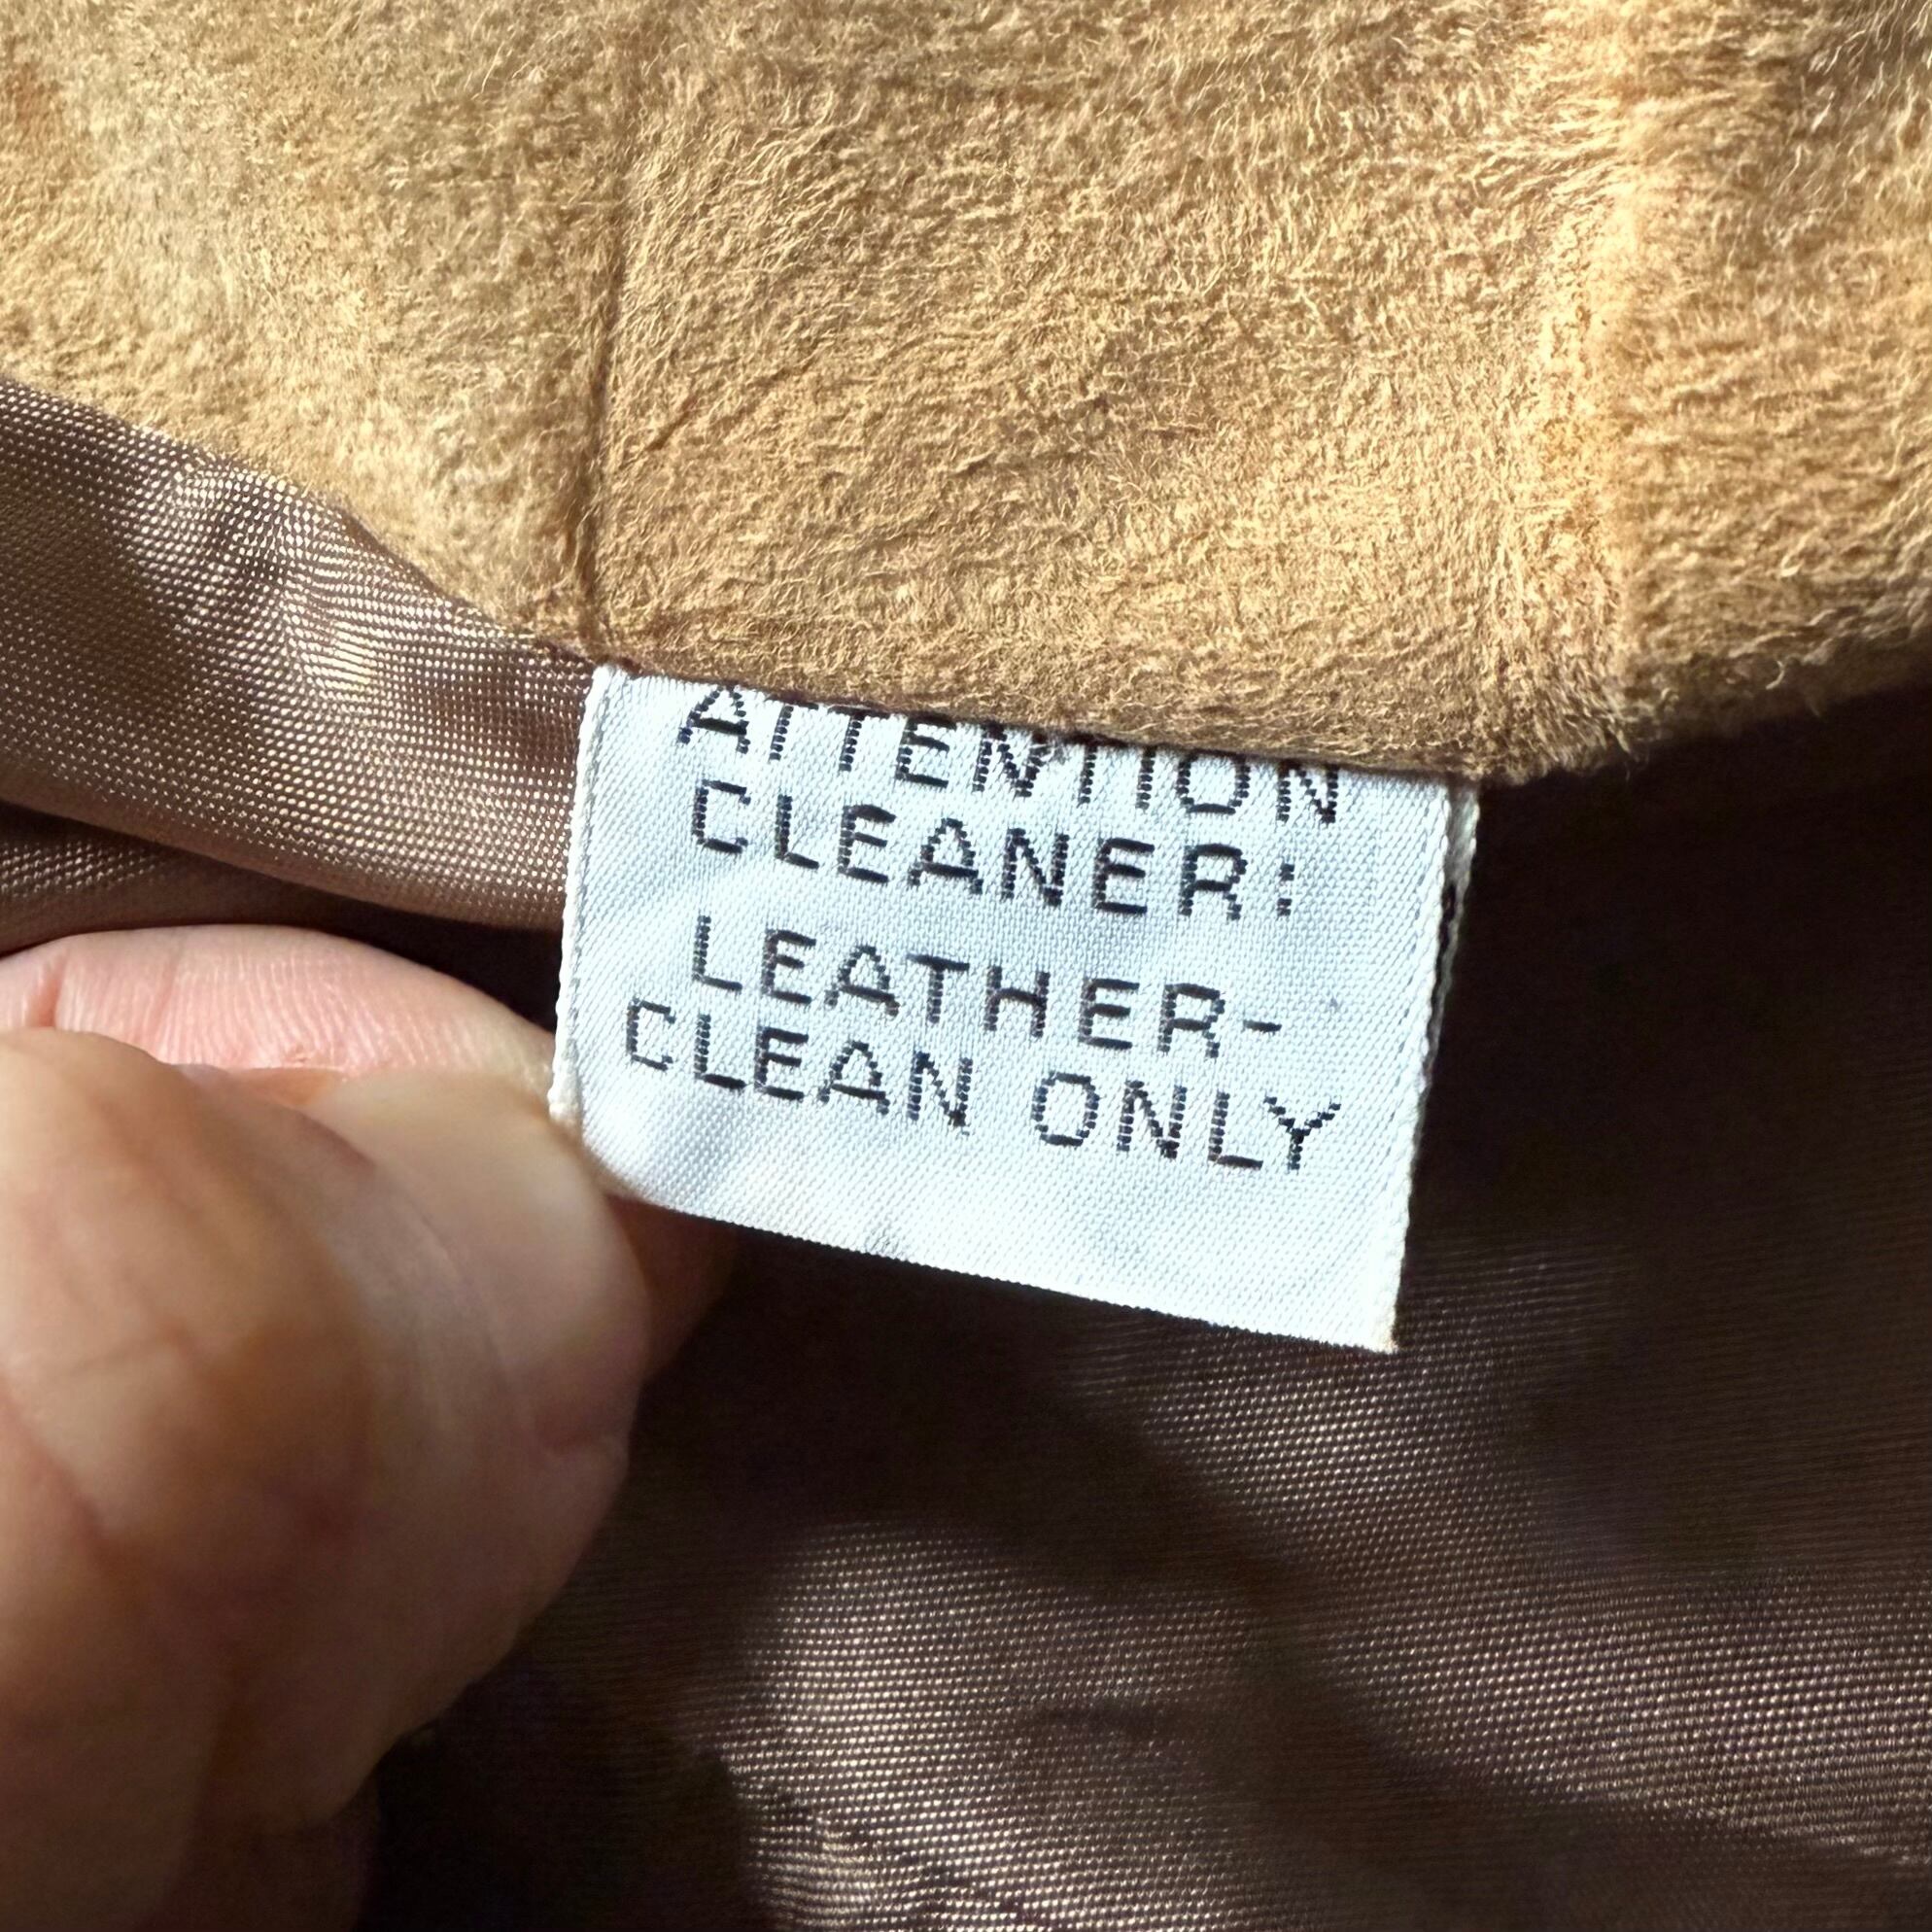 ATTENTION
CLEANER:
LEATHER-
CLEAN ONLY